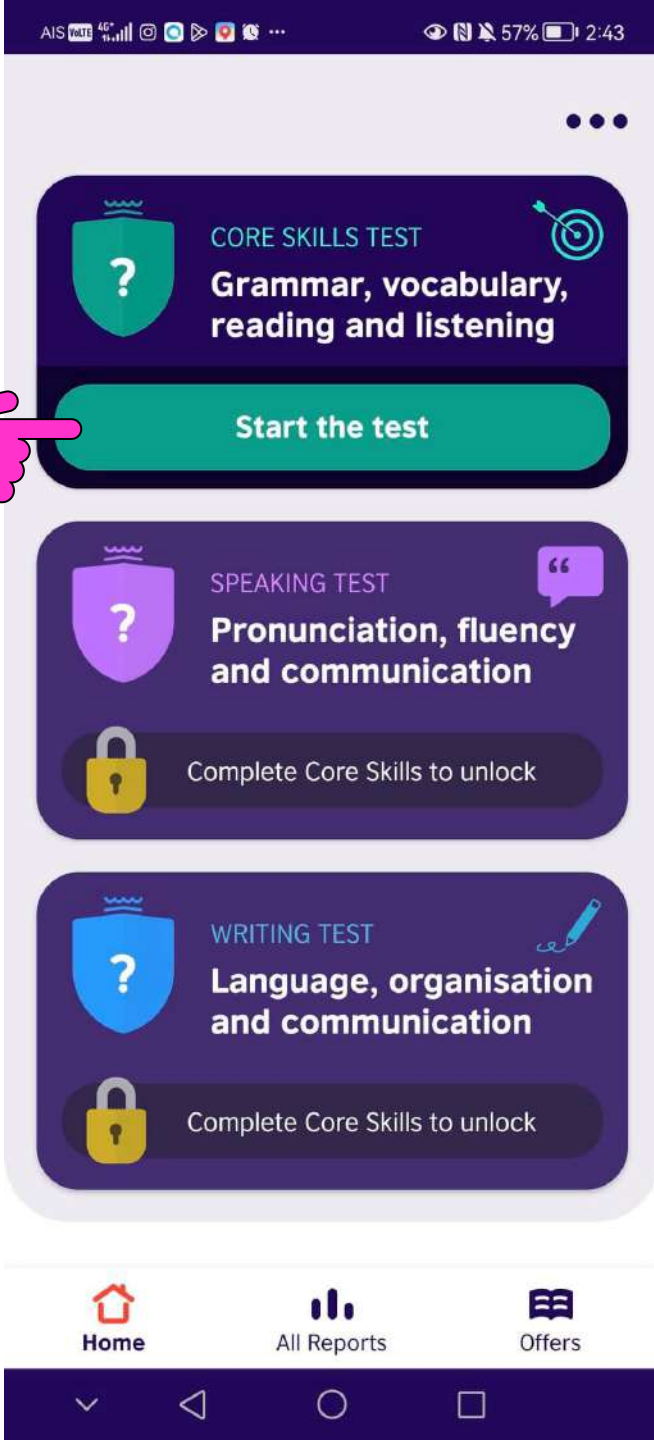 AIS VoLTE 4G+ 57% 2:43
CORE SKILLS TEST
?
Grammar, vocabulary,
reading and listening
Start the test
SPEAKING TEST
“
?
Pronunciation, fluency
and communication
Complete Core Skills to unlock
WRITING TEST
?
Language, organisation
and communication
Complete Core Skills to unlock
Home All Reports Offers